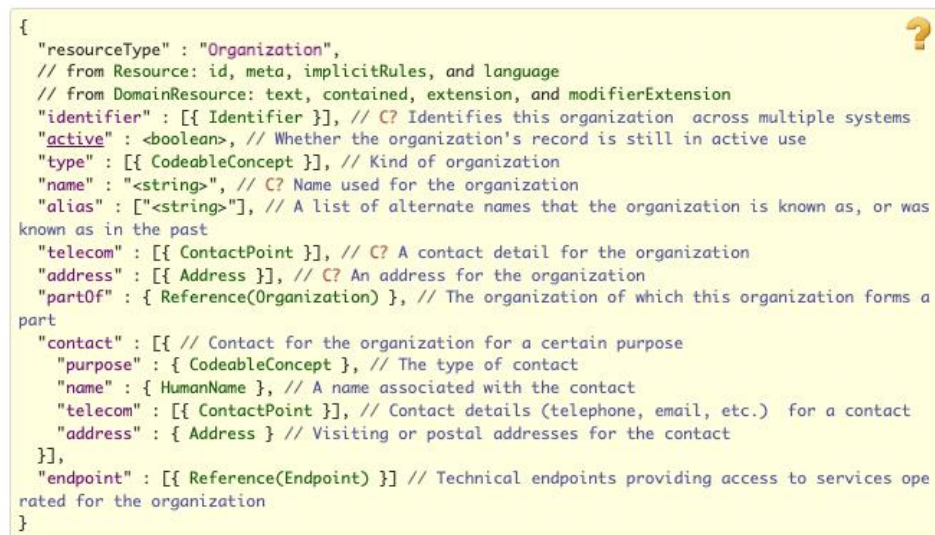 {
"resourceType" : "Organization",
// from Resource: id, meta, implicitRules, and language
// from DomainResource: text, contained, extension, and modifierExtension
"identifier" : [{ Identifier }], // C? Identifies this organization  across multiple systems
"active" : <boolean>, // Whether the organization's record is still in active use
"type" : [{ CodeableConcept }], // Kind of organization
"name" : "<string>", // C? Name used for the organization
"alias" : ["<string>"], // A list of alternate names that the organization is known as, or was
known as in the past
"telecom" : [{ ContactPoint }], // C? A contact detail for the organization
"address" : [{ Address }], // C? An address for the organization
"partOf" : { Reference(Organization) }, // The organization of which this organization forms a
part
"contact" : [{ // Contact for the organization for a certain purpose
"purpose" : { CodeableConcept }, // The type of contact
"name" : { HumanName }, // A name associated with the contact
"telecom" : [{ ContactPoint }], // Contact details (telephone, email, etc.)  for a contact
"address" : { Address } // Visiting or postal addresses for the contact
}],
"endpoint" : [{ Reference(Endpoint) }] // Technical endpoints providing access to services ope
rated for the organization
}